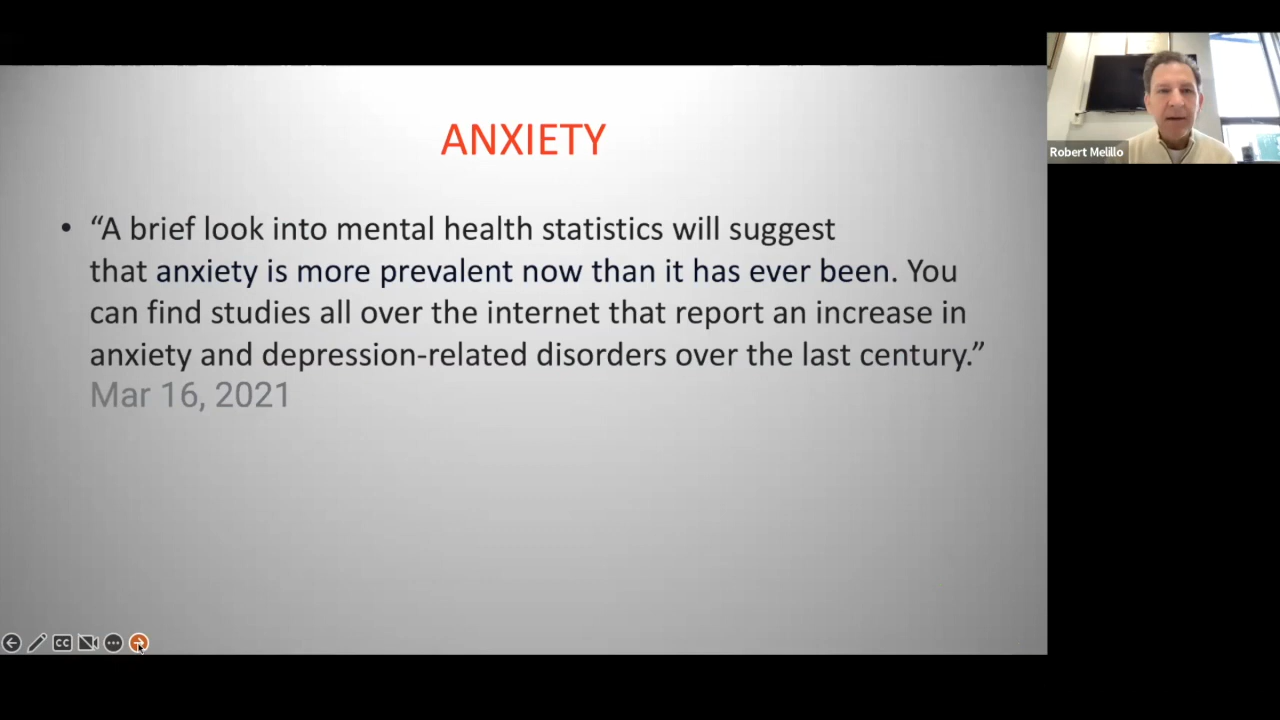 ANXIETY
• “A brief look into mental health statistics will suggest
that anxiety is more prevalent now than it has ever been. You
can find studies all over the internet that report an increase in
anxiety and depression-related disorders over the last century.”
Mar 16, 2021
Robert Melillo
CC